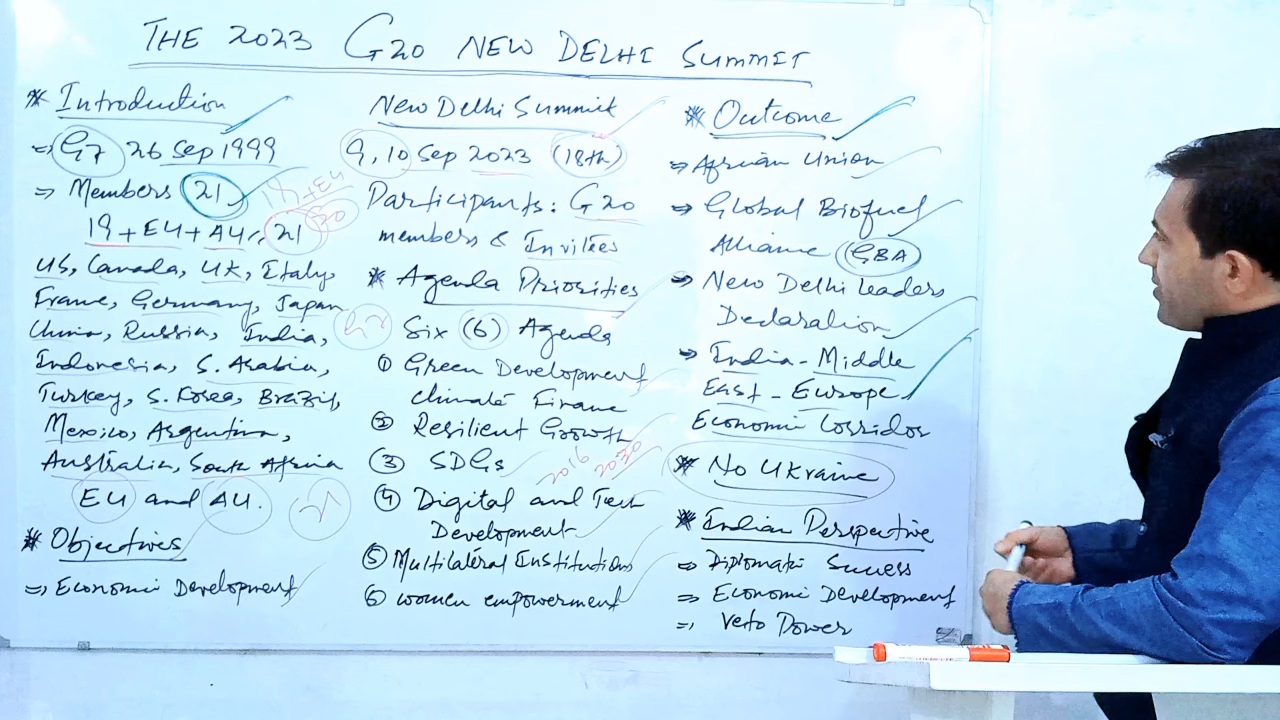 THE 2023 G20 NEW DELHI SUMMIT
* Introduction
⇒ G7 26 Sep 1999
⇒ Members 21
19 + EU
G20
19 + EU + AU = 21
US, Canada, UK, Italy,
France, Germany, Japan
China, Russia, India,
Indonesia, S. Arabia,
Turkey, S. Korea, Brazil,
Mexico, Argentina,
Australia, South Africa
EU and AU.
* Objectives
⇒ Economic Development
New Delhi Summit
9, 10 Sep 2023 (18th)
Participants: G20
members & Invitees
* Agenda Priorities
G7
Six (6) Agenda
① Green Development
Climate Finance
② Resilient Growth
③ SDGs
2016
2030
④ Digital and Tech
Development
⑤ Multilateral Institutions
⑥ women empowerment
* Outcome
⇒ African Union
⇒ Global Biofuel
Alliance (GBA)
⇒ New Delhi Leaders
Declaration
⇒ India - Middle
East - Europe
Economic Corridor
* No Ukraine
* Indian Perspective
⇒ Diplomatic Success
⇒ Economic Development
⇒ Veto Power